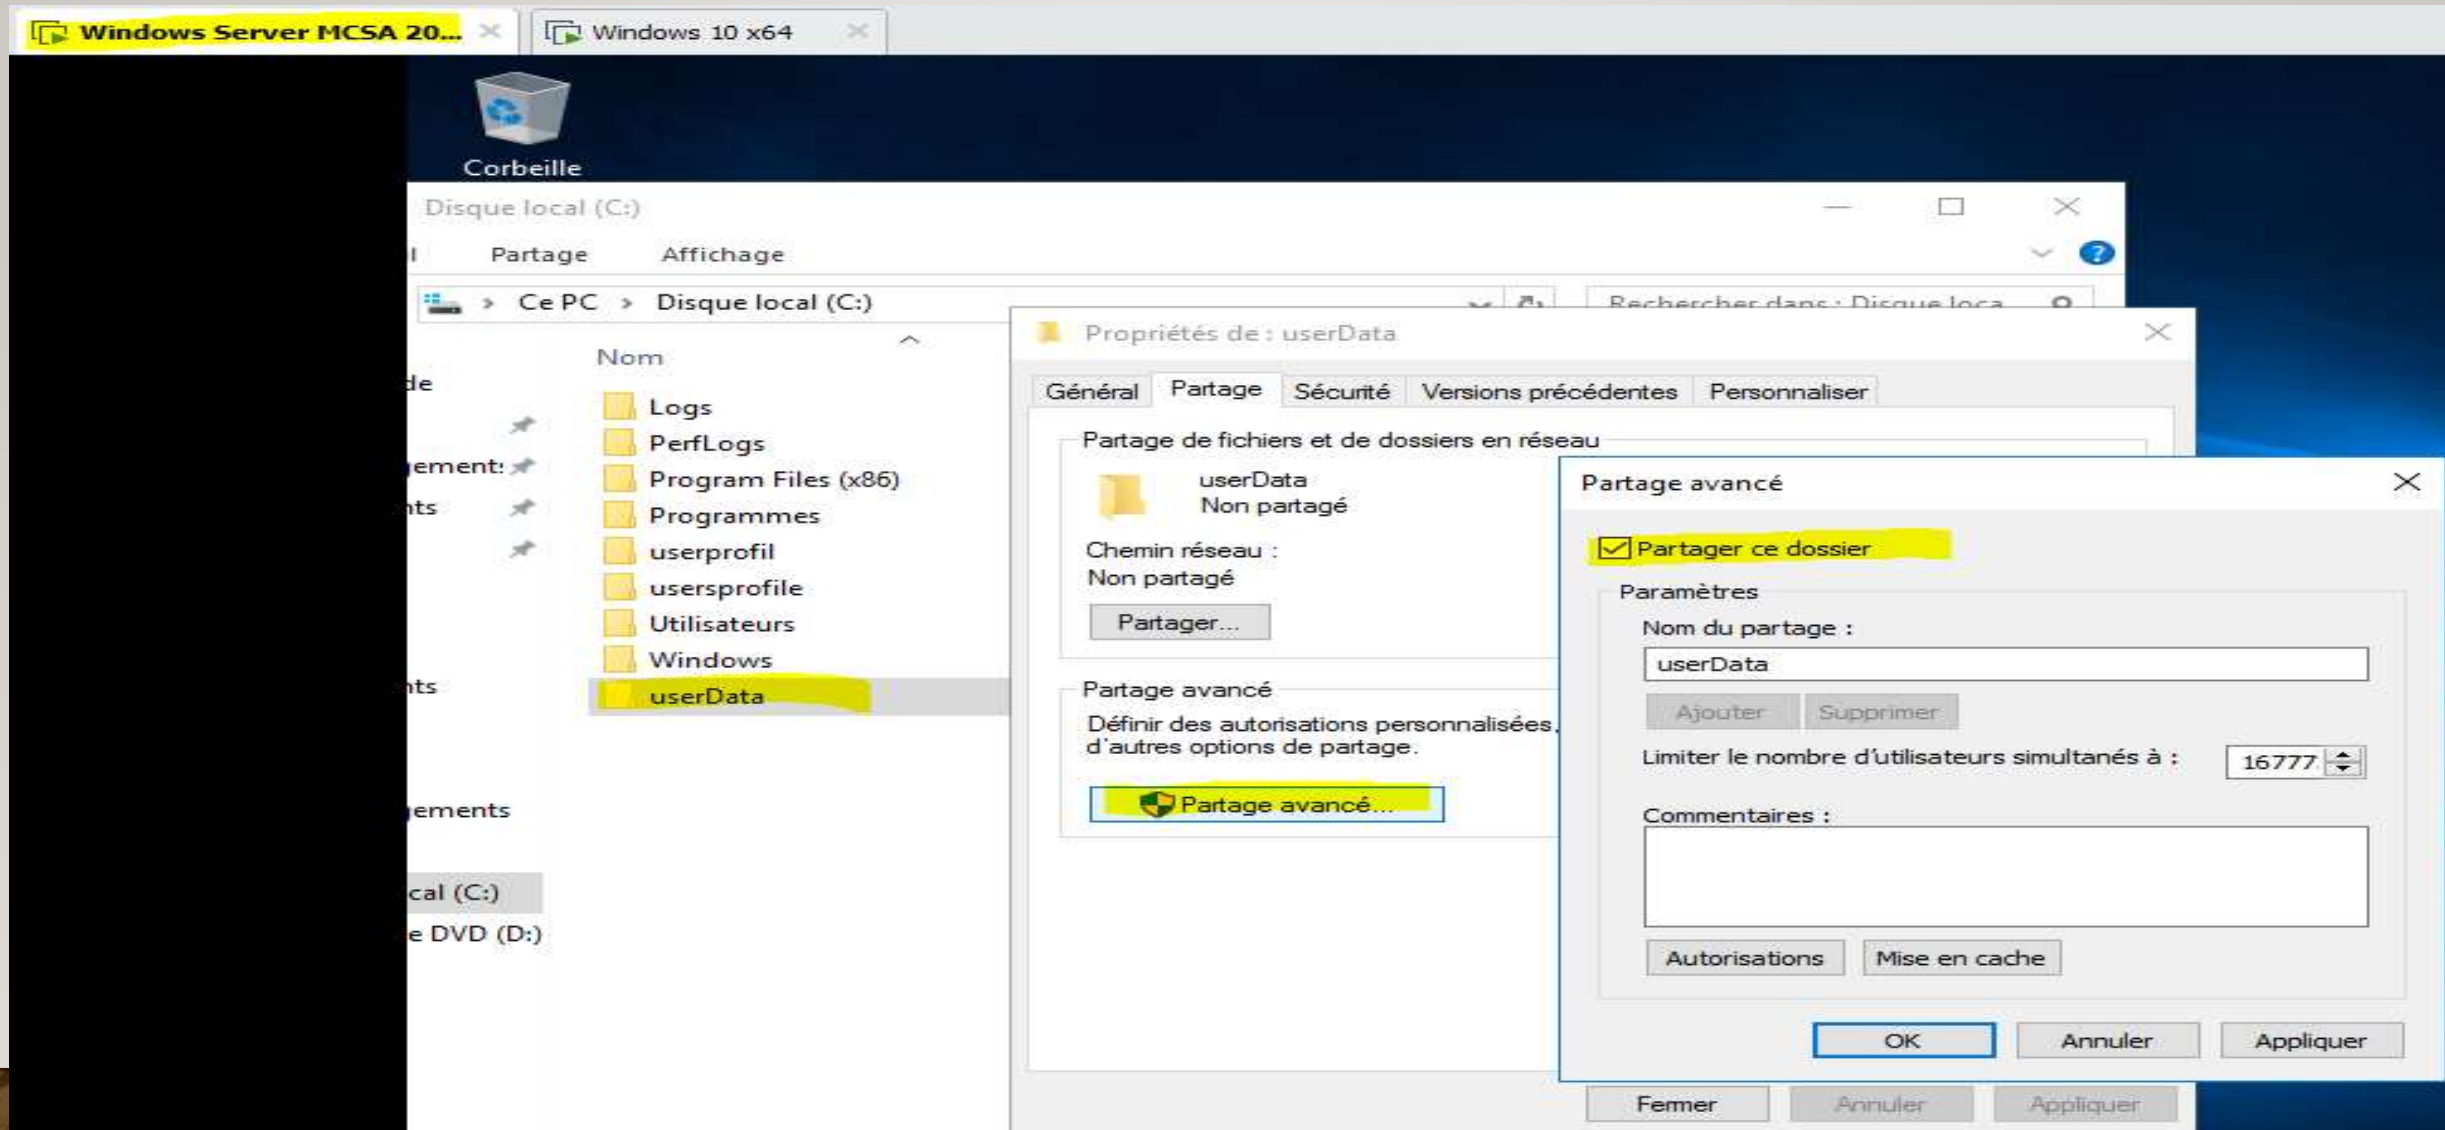 Windows Server MCSA 20...
Windows 10 x64
Corbeille
Disque local (C:)
Partage Affichage
Ce PC > Disque local (C:)
Rechercher dans : Disque loca
Nom
de
ements
nts
nts
ements
cal (C:)
e DVD (D:)
Logs
PerfLogs
Program Files (x86)
Programmes
userprofil
usersprofile
Utilisateurs
Windows
userData
Propriétés de : userData
Général Partage Sécurité Versions précédentes Personnaliser
Partage de fichiers et de dossiers en réseau
userData
Non partagé
Chemin réseau :
Non partagé
Partager...
Partage avancé
Définir des autorisations personnalisées,
d'autres options de partage.
Partage avancé...
Fermer Annuler Appliquer
Partage avancé
Partager ce dossier
Paramètres
Nom du partage :
userData
Ajouter Supprimer
Limiter le nombre d'utilisateurs simultanés à : 16777
Commentaires :
Autorisations Mise en cache
OK Annuler Appliquer